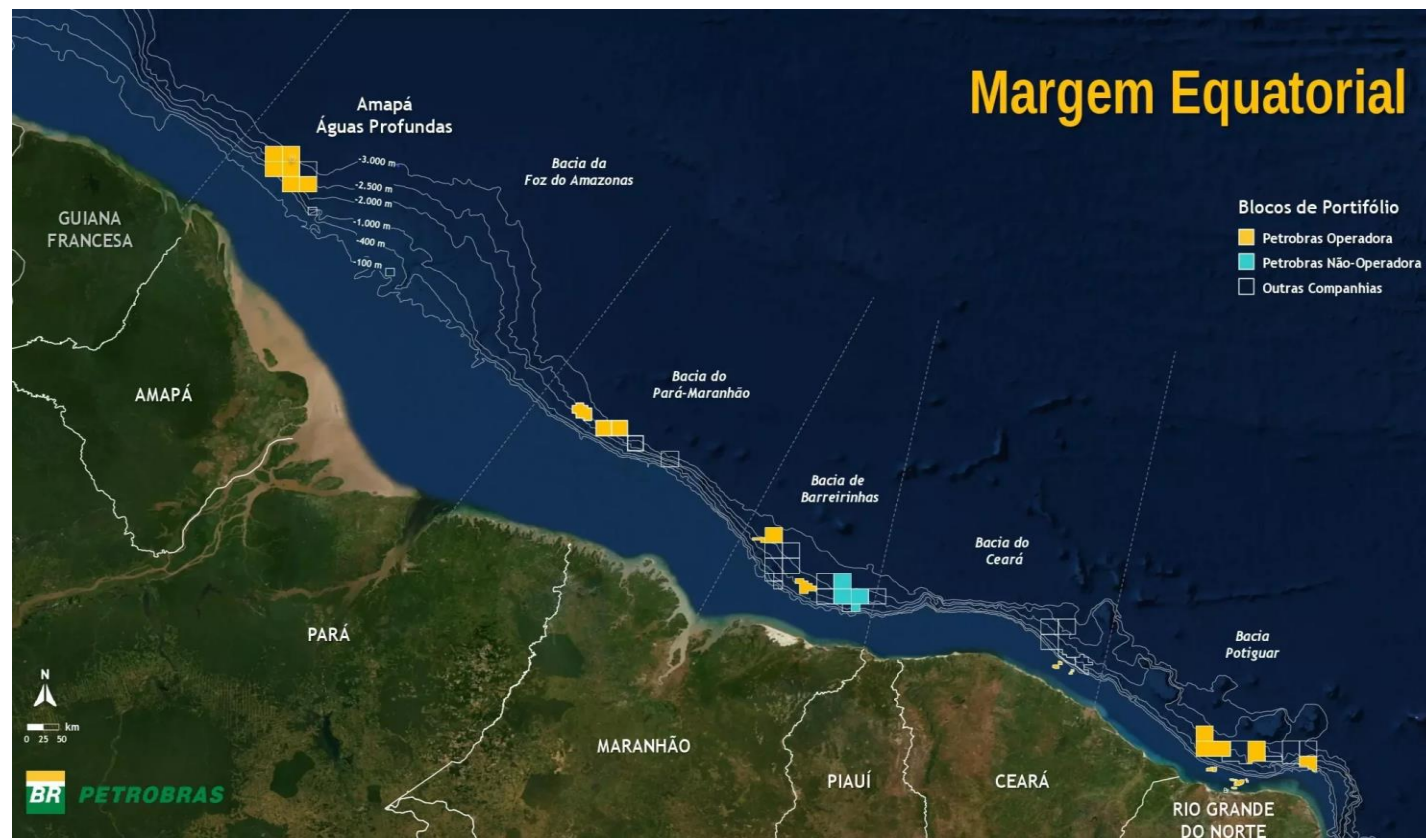 Margem Equatorial
Amapá
Águas Profundas
-3.000 m
-2.500 m
-2.000 m
-1.000 m
-400 m
-100 m
Bacia da
Foz do Amazonas
Blocos de Portifólio
Petrobras Operadora
Petrobras Não-Operadora
Outras Companhias
GUIANA
FRANCESA
AMAPÁ
Bacia do
Pará-Maranhão
Bacia de
Barreirinhas
Bacia do
Ceará
Bacia
Potiguar
PARÁ
MARANHÃO
PIAUÍ
CEARÁ
RIO GRANDE
DO NORTE
N
km
0 25 50
BR PETROBRAS